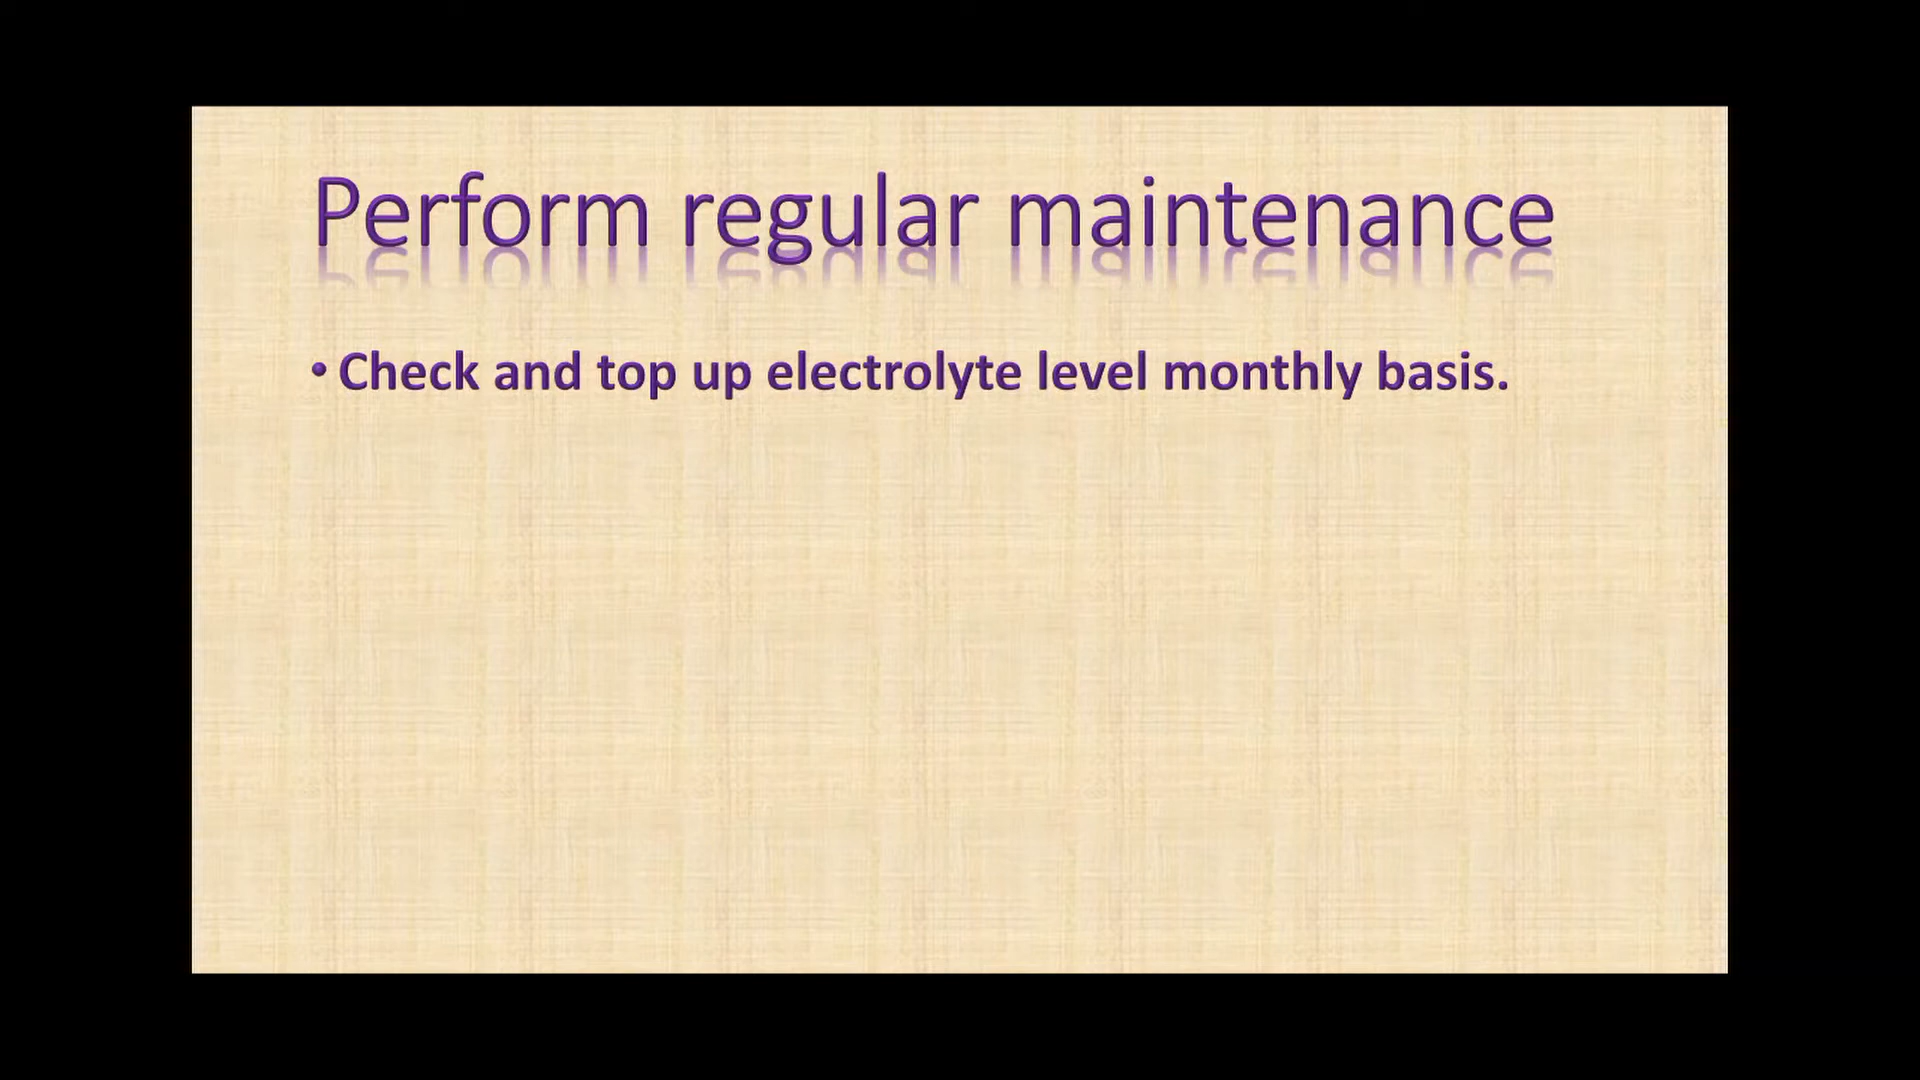 Perform regular maintenance
• Check and top up electrolyte level monthly basis.